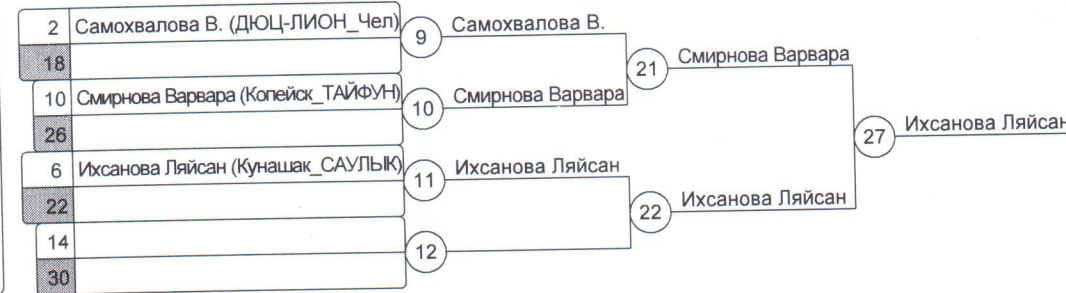 2 Самохвалова В. (ДЮЦ-ЛИОН_Чел)
18
9
Самохвалова В.
10 Смирнова Варвара (Копейск_ТАЙФУН)
26
10
Смирнова Варвара
21
Смирнова Варвара
6 Ихсанова Ляйсан (Кунашак_САУЛЫК)
22
11
Ихсанова Ляйсан
14
30
12
22
Ихсанова Ляйсан
27
Ихсанова Ляйсан